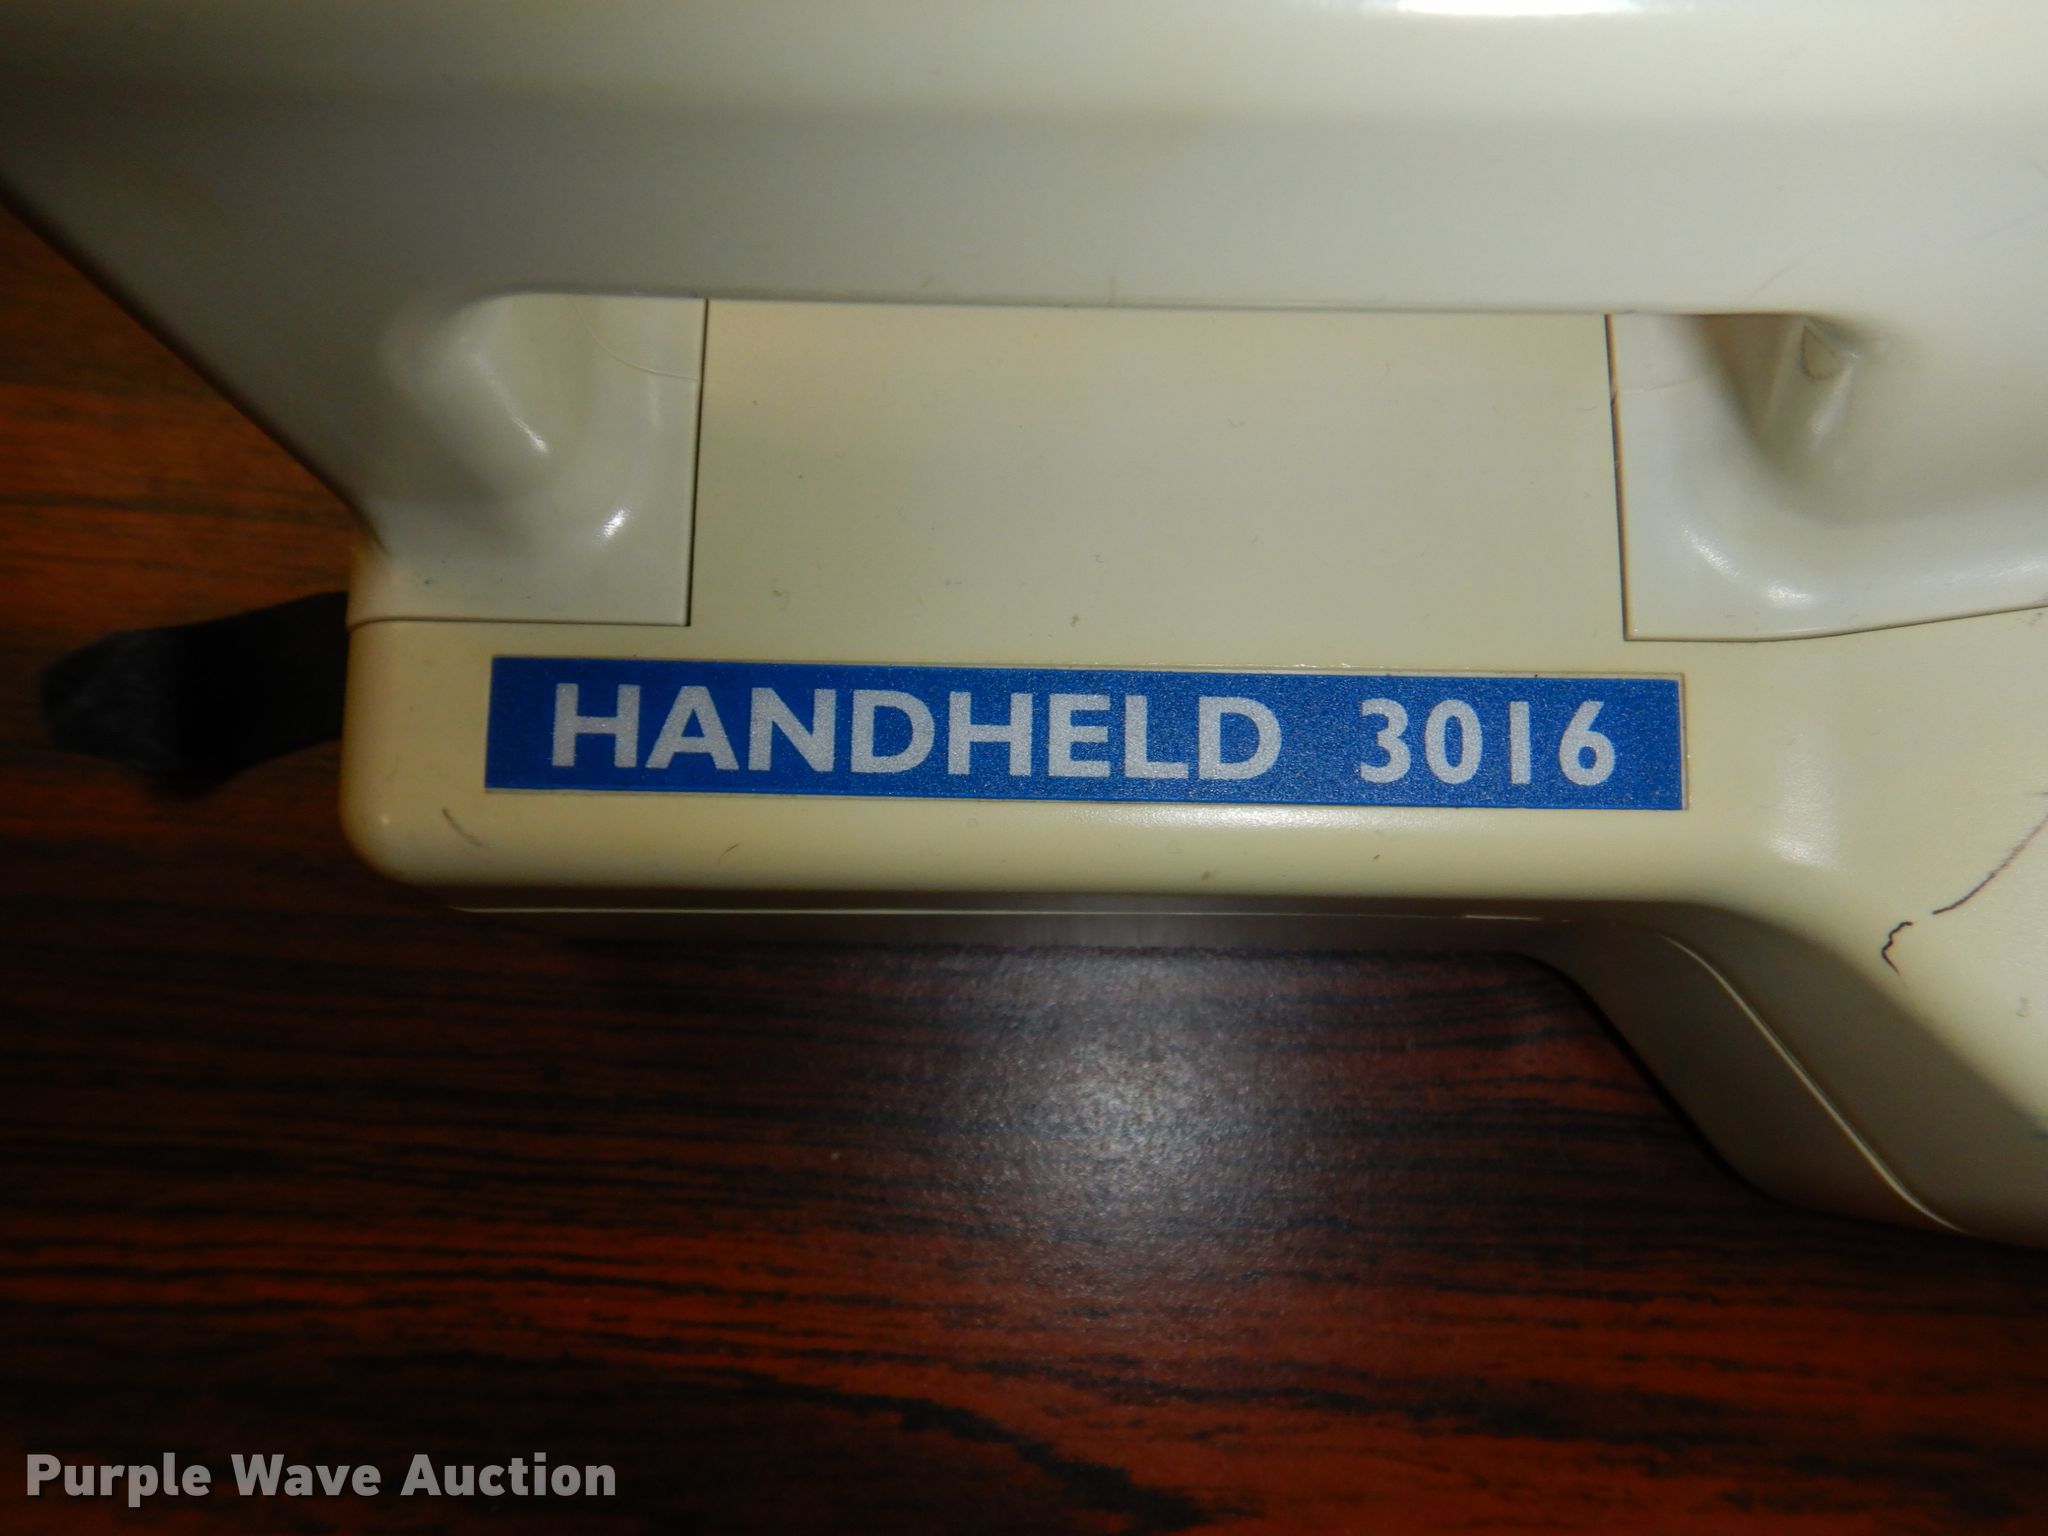 HANDHELD 3016
Purple Wave Auction